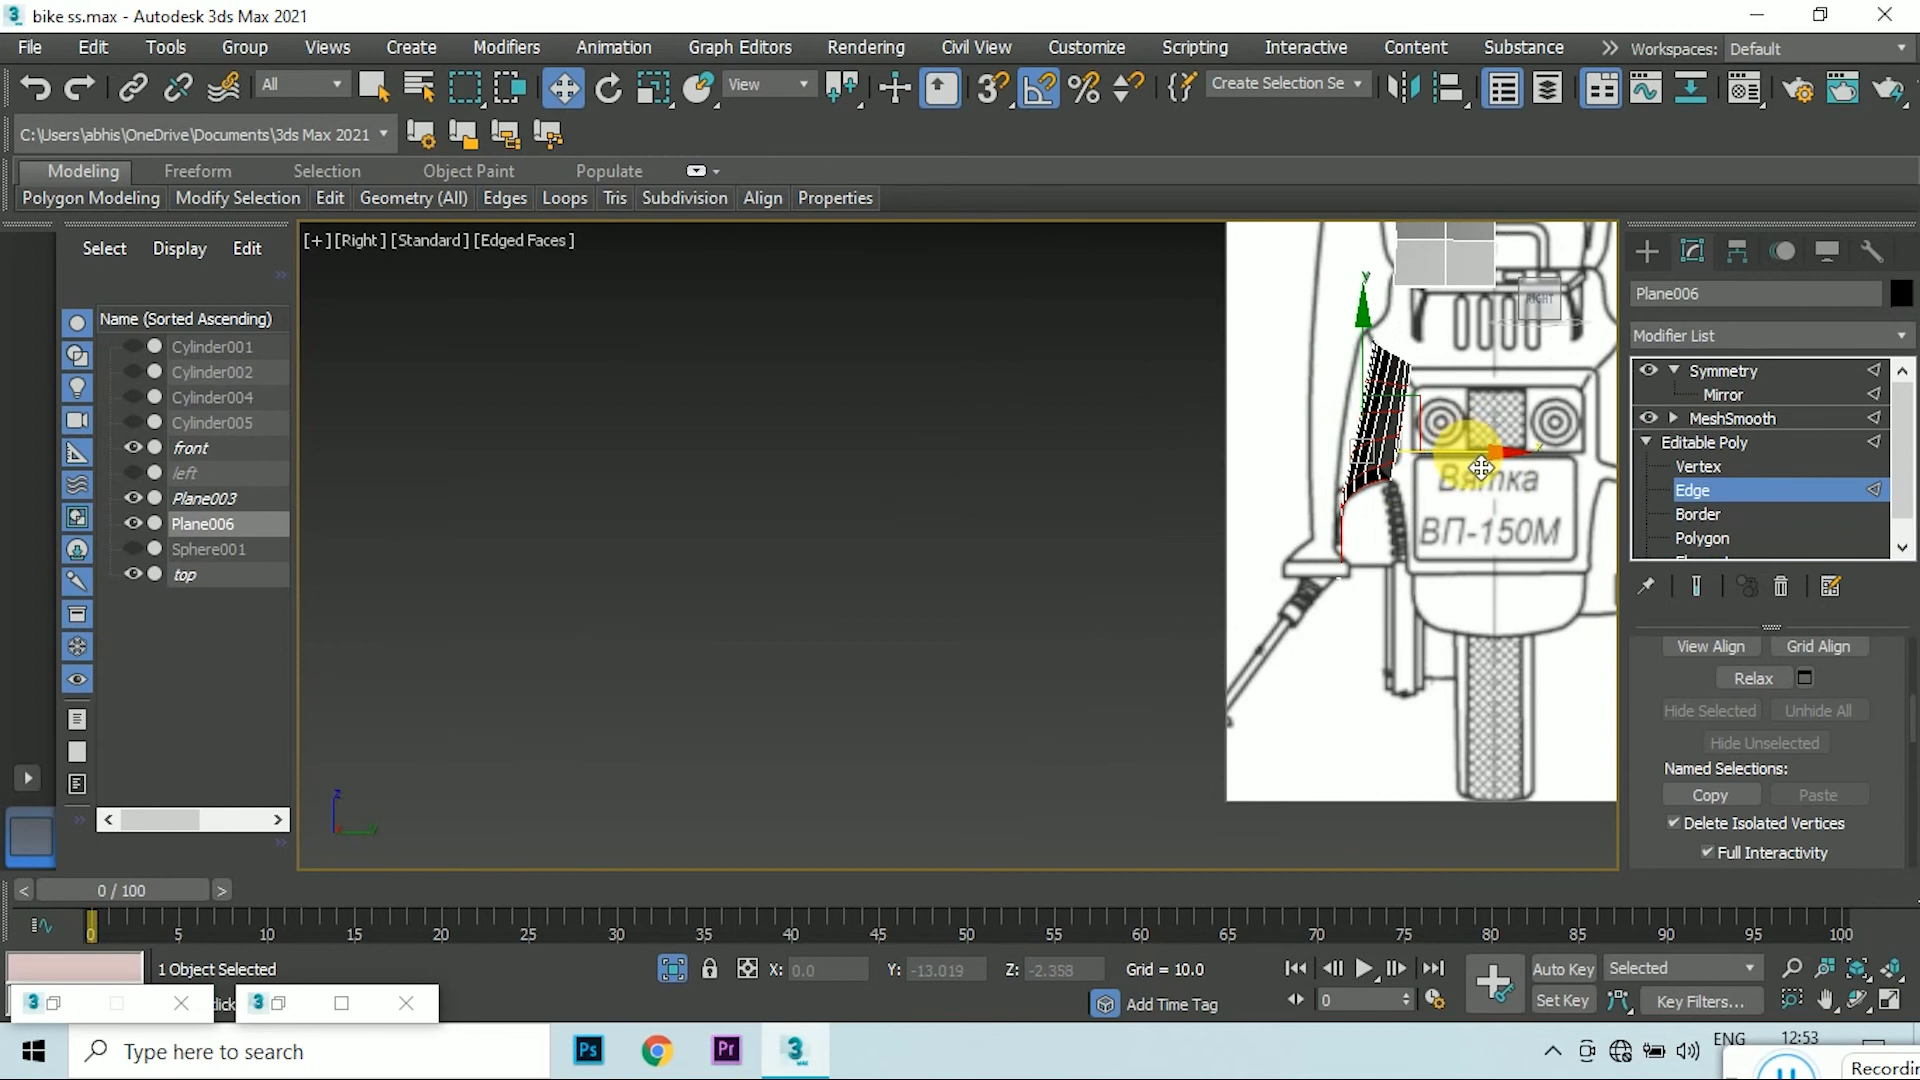 bike ss.max - Autodesk 3ds Max 2021
File Edit Tools Group Views Create Modifiers Animation Graph Editors Rendering Civil View Customize Scripting Interactive Content Substance Workspaces: Default
All View Create Selection Se
C:\Users\abhis\OneDrive\Documents\3ds Max 2021
Modeling Freeform Selection Object Paint Populate
Polygon Modeling Modify Selection Edit Geometry (All) Edges Loops Tris Subdivision Align Properties
Select Display Edit
[+] [Right] [Standard] [Edged Faces]
Name (Sorted Ascending)
Cylinder001
Cylinder002
Cylinder004
Cylinder005
front
left
Plane003
Plane006
Sphere001
top
y
x
RIGHT
Вятка
ВП-150М
z
y
Plane006
Modifier List
Symmetry
Mirror
MeshSmooth
Editable Poly
Vertex
Edge
Border
Polygon
View Align Grid Align
Relax
Hide Selected Unhide All
Hide Unselected
Named Selections:
Copy Paste
Delete Isolated Vertices
Full Interactivity
0 / 100
0 5 10 15 20 25 30 35 40 45 50 55 60 65 70 75 80 85 90 95 100
1 Object Selected X: 0.0 Y: -13.019 Z: -2.358 Grid = 10.0 Auto Key Selected
3 3 Add Time Tag 0 Set Key Key Filters...
Type here to search Ps Pr 3 ENG 12:53
Recordin